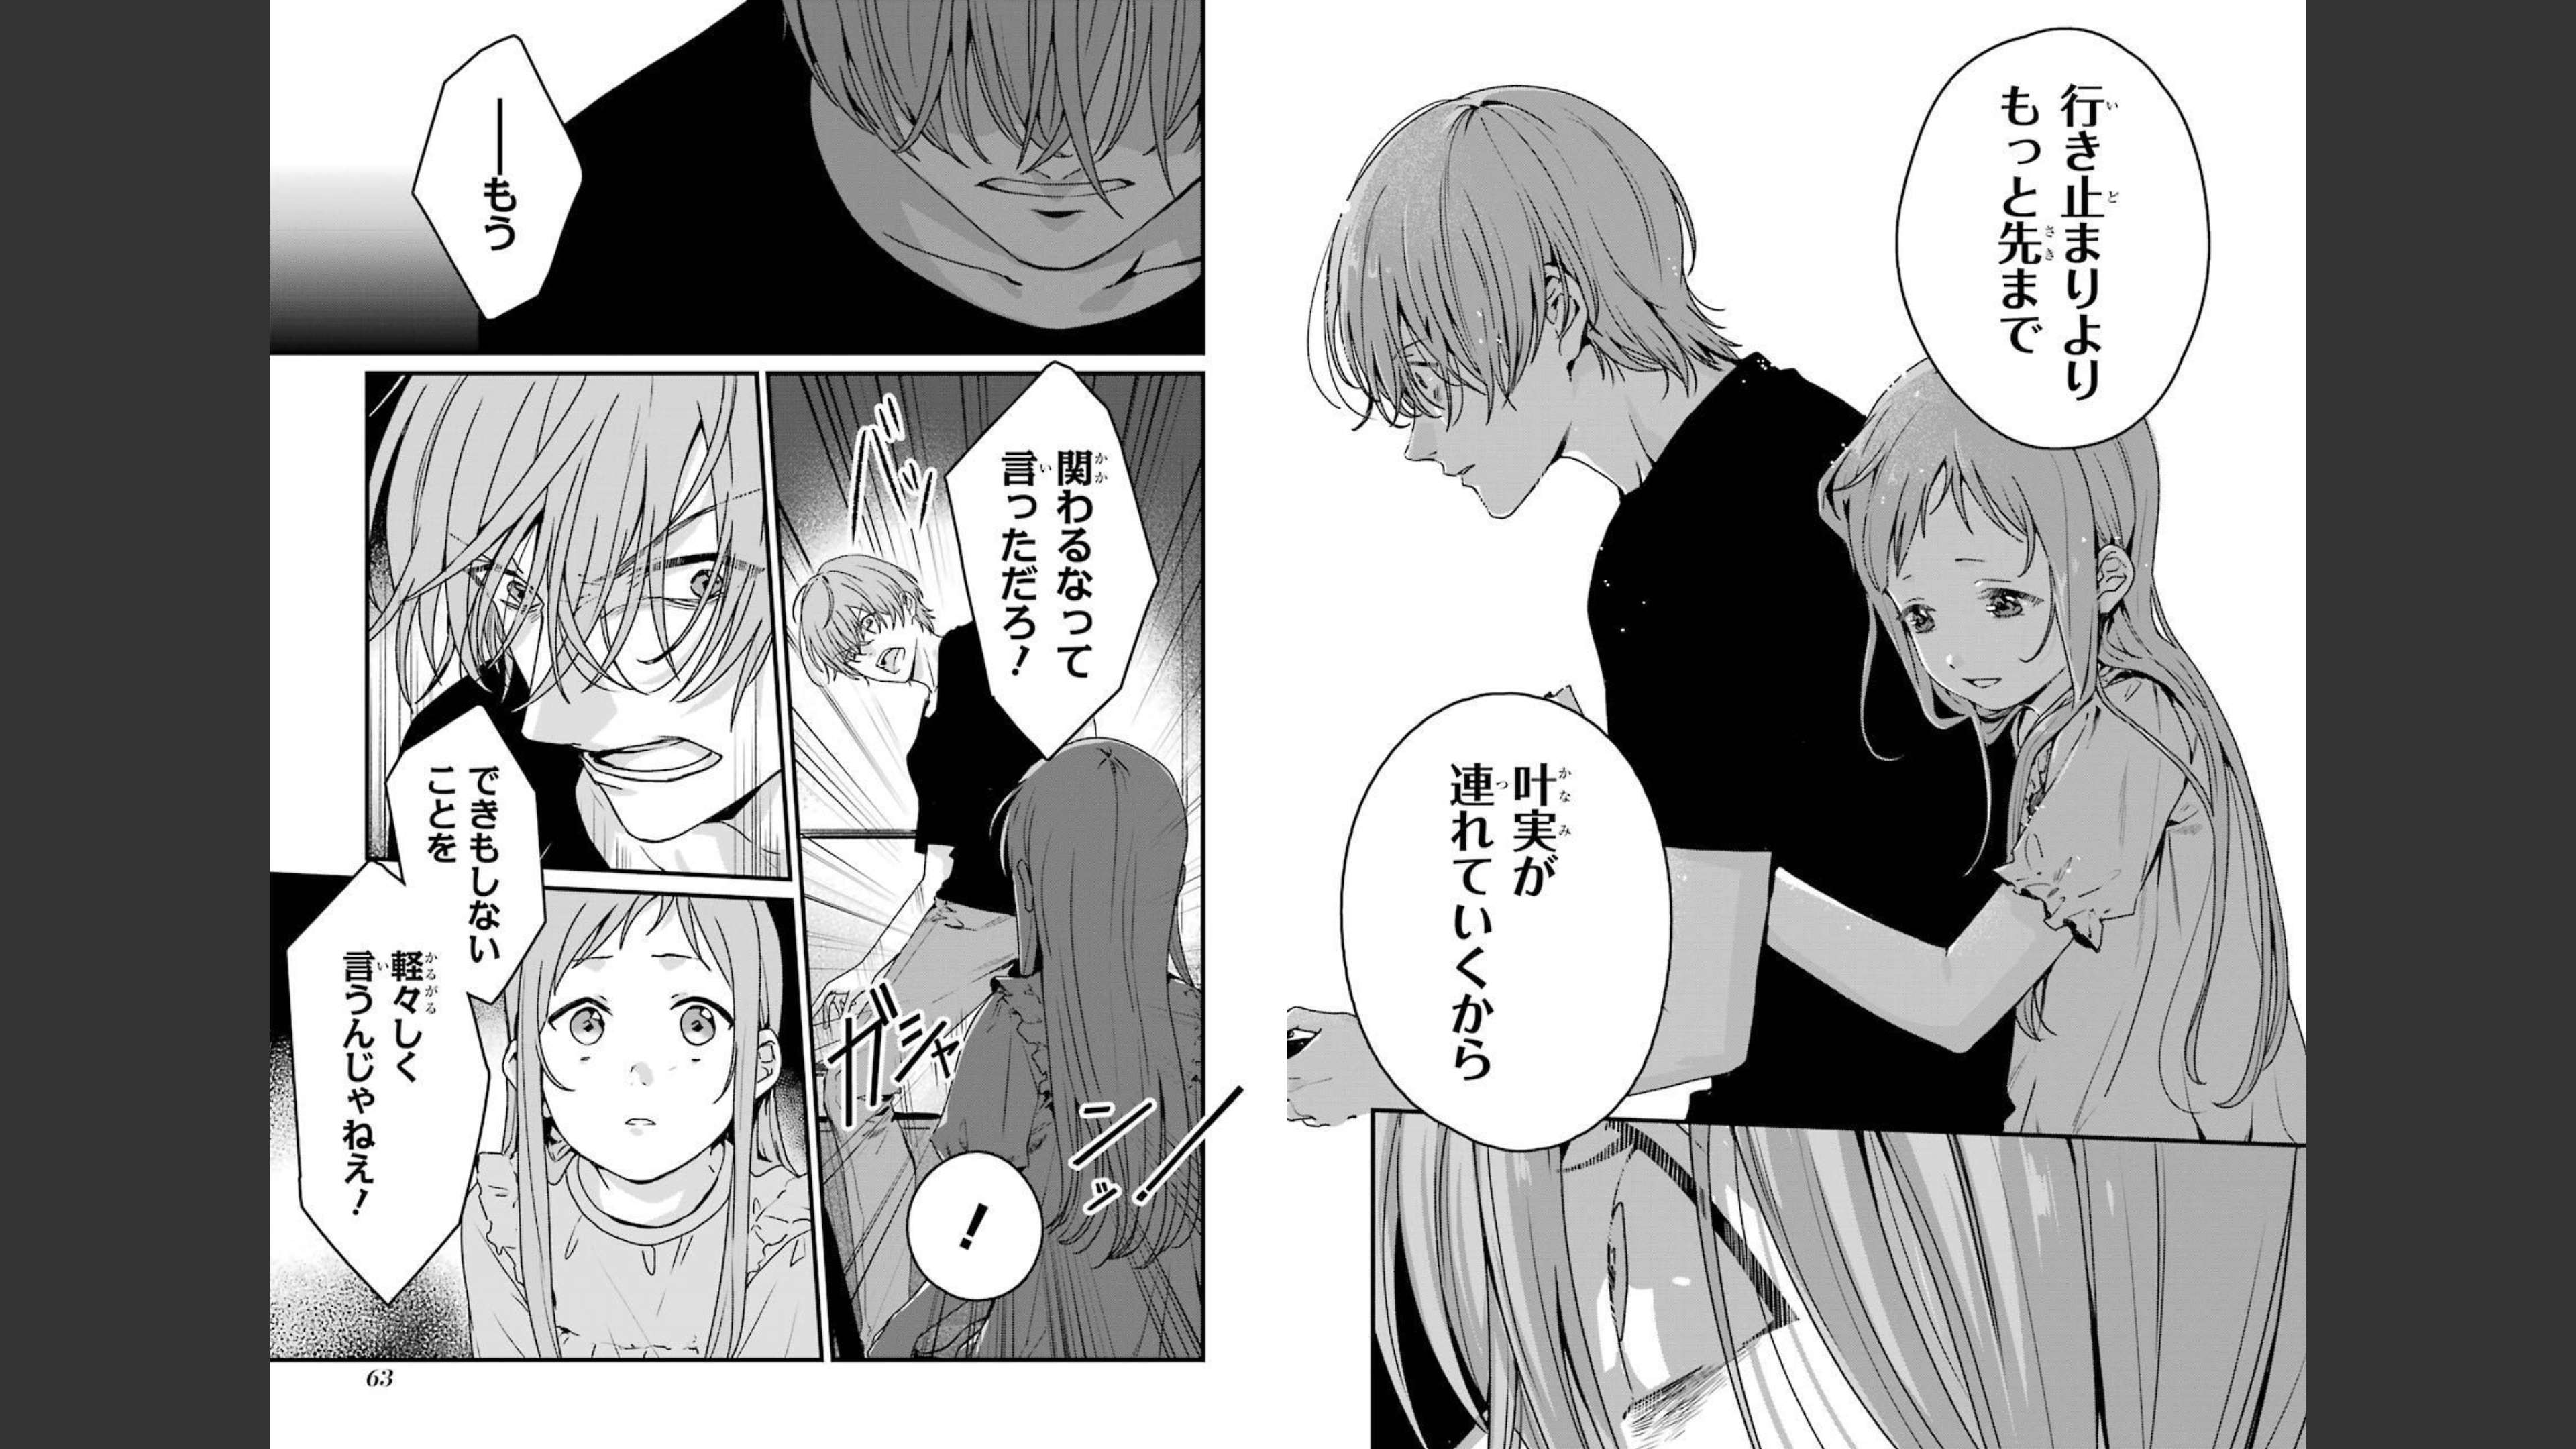 行き止まりより
もっと先まで
叶実が
連れていくから
――もう
関わるなって
言っただろ！
バッ
ガシャンッ
！
できもしない
ことを
軽々しく
言うんじゃねえ！
63